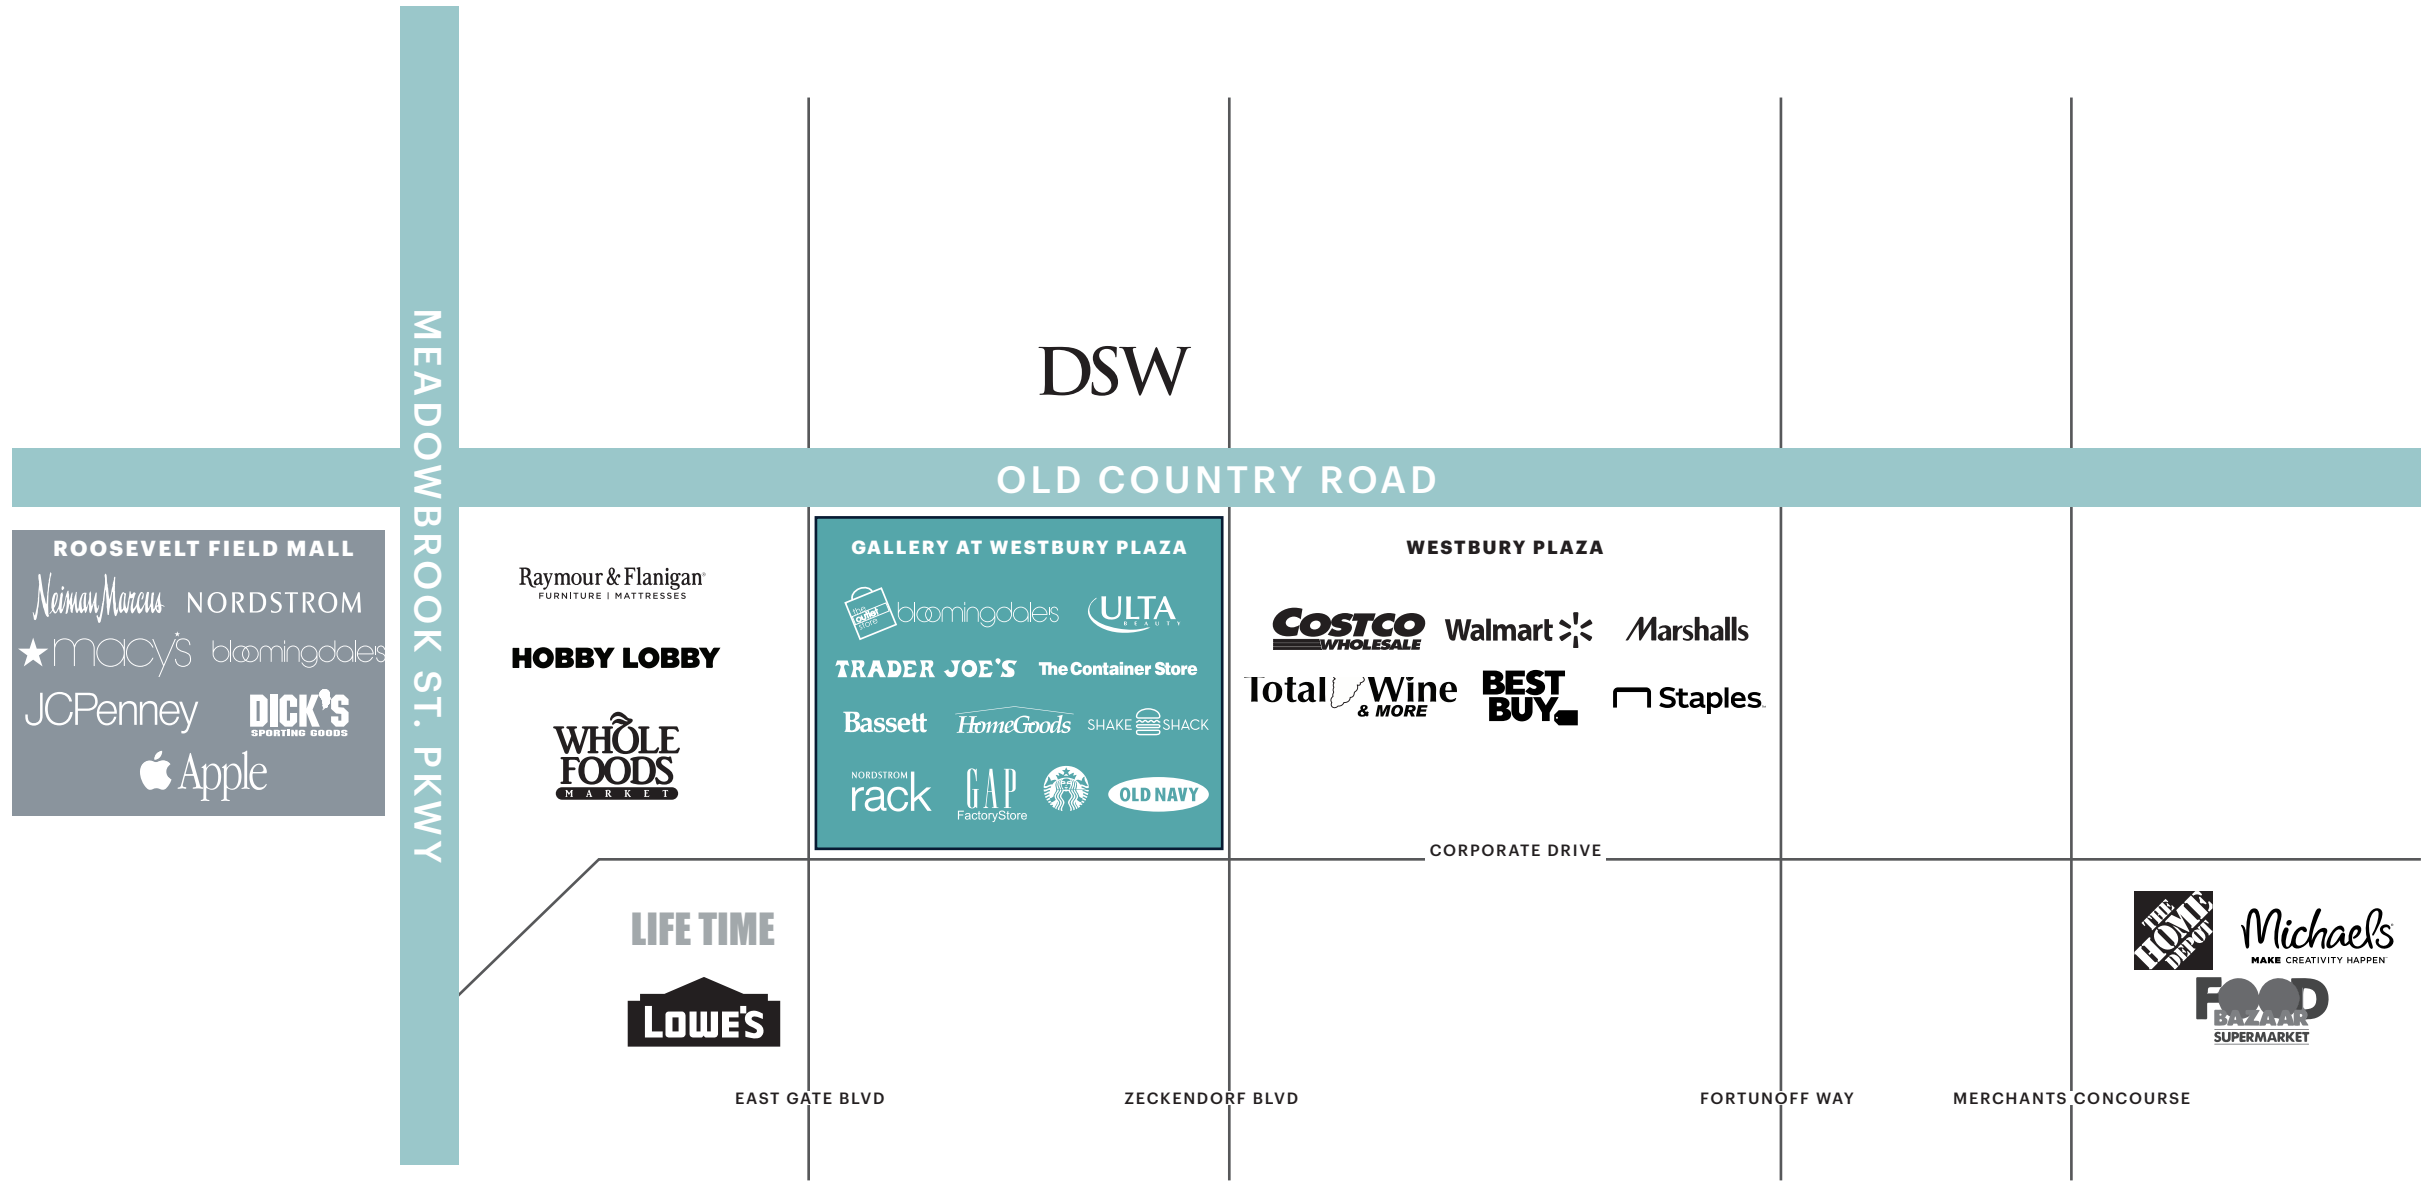 MEADOWBROOK ST. PKWY
DSW
OLD COUNTRY ROAD
ROOSEVELT FIELD MALL
Neiman Marcus NORDSTROM
macy's bloomingdale's
JCPenney DICK'S
SPORTING GOODS
Apple
Raymour & Flanigan
FURNITURE | MATTRESSES
HOBBY LOBBY
WHOLE
FOODS
MARKET
GALLERY AT WESTBURY PLAZA
the
outlet
store
bloomingdale's
ULTA
BEAUTY
TRADER JOE'S The Container Store
Bassett HomeGoods SHAKE SHACK
NORDSTROM
rack
GAP
FactoryStore
OLD NAVY
WESTBURY PLAZA
COSTCO
WHOLESALE
Walmart Marshalls
Total Wine
& MORE
BEST
BUY
Staples
CORPORATE DRIVE
LIFE TIME
LOWE'S
THE
HOME
DEPOT
Michaels
MAKE CREATIVITY HAPPEN
FOOD
BAZAAR
SUPERMARKET
EAST GATE BLVD
ZECKENDORF BLVD
FORTUNOFF WAY
MERCHANTS CONCOURSE